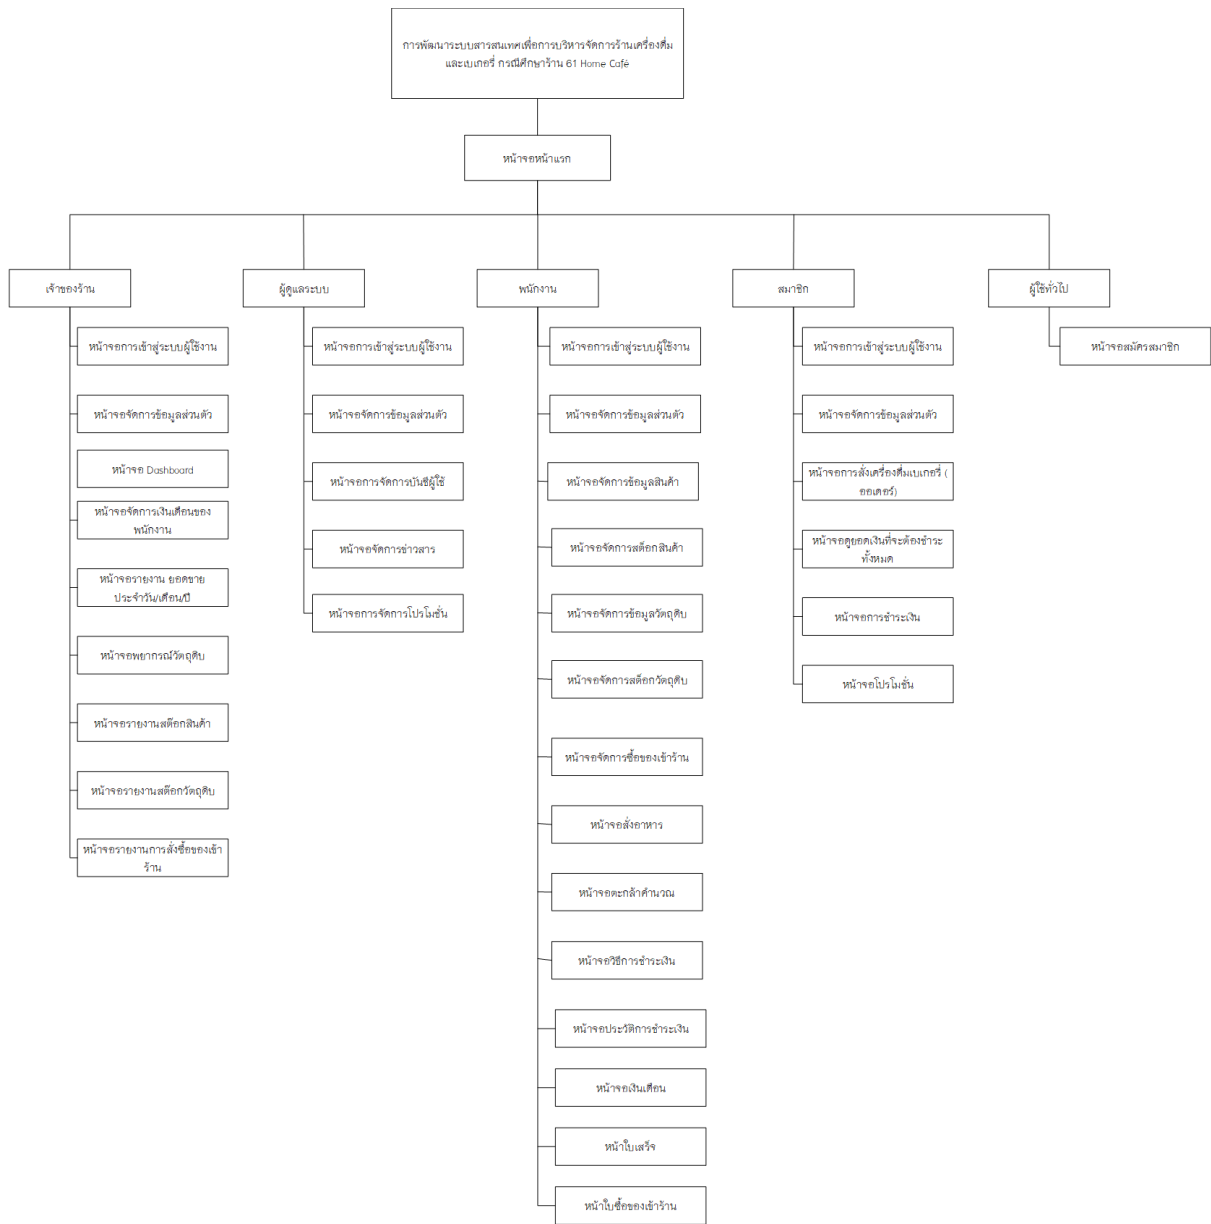 การพัฒนาระบบสารสนเทศเพื่อการบริหารจัดการร้านเครื่องดื่ม
และเบเกอรี่ กรณีศึกษาร้าน 61 Home Café
หน้าจอหน้าแรก
เจ้าของร้าน
หน้าจอการเข้าสู่ระบบผู้ใช้งาน
หน้าจอจัดการข้อมูลส่วนตัว
หน้าจอ Dashboard
หน้าจอจัดการเงินเดือนของ
พนักงาน
หน้าจอรายงาน ยอดขาย
ประจำวัน/เดือน/ปี
หน้าจอพยากรณ์วัตถุดิบ
หน้าจอรายงานสต๊อกสินค้า
หน้าจอรายงานสต๊อกวัตถุดิบ
หน้าจอรายงานการสั่งซื้อของเข้า
ร้าน
ผู้ดูแลระบบ
หน้าจอการเข้าสู่ระบบผู้ใช้งาน
หน้าจอจัดการข้อมูลส่วนตัว
หน้าจอการจัดการบัญชีผู้ใช้
หน้าจอจัดการข่าวสาร
หน้าจอการจัดการโปรโมชั่น
พนักงาน
หน้าจอการเข้าสู่ระบบผู้ใช้งาน
หน้าจอจัดการข้อมูลส่วนตัว
หน้าจอจัดการข้อมูลสินค้า
หน้าจอจัดการสต็อกสินค้า
หน้าจอจัดการข้อมูลวัตถุดิบ
หน้าจอจัดการสต็อกวัตถุดิบ
หน้าจอจัดการซื้อของเข้าร้าน
หน้าจอสั่งอาหาร
หน้าจอตะกล้าคำนวณ
หน้าจอวิธีการชำระเงิน
หน้าจอประวัติการชำระเงิน
หน้าจอเงินเดือน
หน้าใบเสร็จ
หน้าใบซื้อของเข้าร้าน
สมาชิก
หน้าจอการเข้าสู่ระบบผู้ใช้งาน
หน้าจอจัดการข้อมูลส่วนตัว
หน้าจอการสั่งเครื่องดื่มเบเกอรี่ (
ออเดอร์)
หน้าจอดูยอดเงินที่จะต้องชำระ
ทั้งหมด
หน้าจอการชำระเงิน
หน้าจอโปรโมชั่น
ผู้ใช้ทั่วไป
หน้าจอสมัครสมาชิก